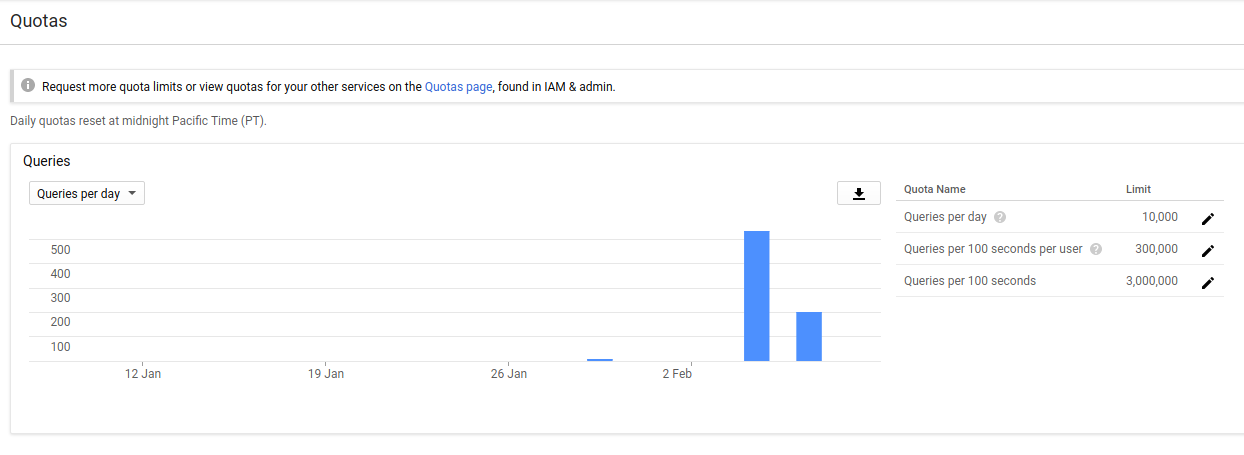 Quotas
Request more quota limits or view quotas for your other services on the Quotas page, found in IAM & admin.
Daily quotas reset at midnight Pacific Time (PT).
Queries
Queries per day
500
400
300
200
100
12 Jan 19 Jan 26 Jan 2 Feb
Quota Name Limit
Queries per day 10,000
Queries per 100 seconds per user 300,000
Queries per 100 seconds 3,000,000